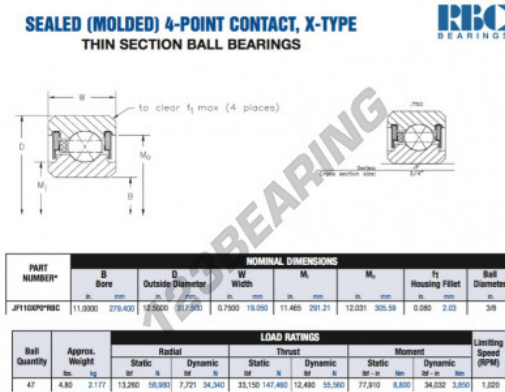 SEALED (MOLDED) 4-POINT CONTACT, X-TYPE
THIN SECTION BALL BEARINGS
RBC
BEARINGS
W
to clear f1 max (4 places)
D
Mi
Mo
B
.750
Series:
Cross section size: 3/4"
123BEARING
PART NUMBER* NOMINAL DIMENSIONS
B Bore D Outside Diameter W Width Mi Mo f1 Housing Fillet Ball Diameter
in. mm in. mm in. mm in. mm in. mm in. mm in.
JF110XP0*RBC 11.0000 279.400 12.5000 317.500 0.7500 19.050 11.465 291.21 12.031 305.59 0.080 2.03 3/8
Ball Quantity Approx. Weight LOAD RATINGS Limiting Speed (RPM)
Radial Thrust Moment
Static Dynamic Static Dynamic Static Dynamic
lbs. kg lbf N lbf N lbf N lbf N lbf - in Nm lbf - in Nm
47 4.80 2.177 13,260 58,980 7,721 34,340 33,150 147,460 12,490 55,560 77,910 8,800 34,032 3,850 1,020